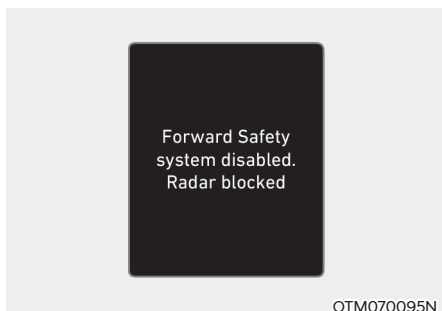 Forward Safety
system disabled.
Radar blocked
OTM070095N